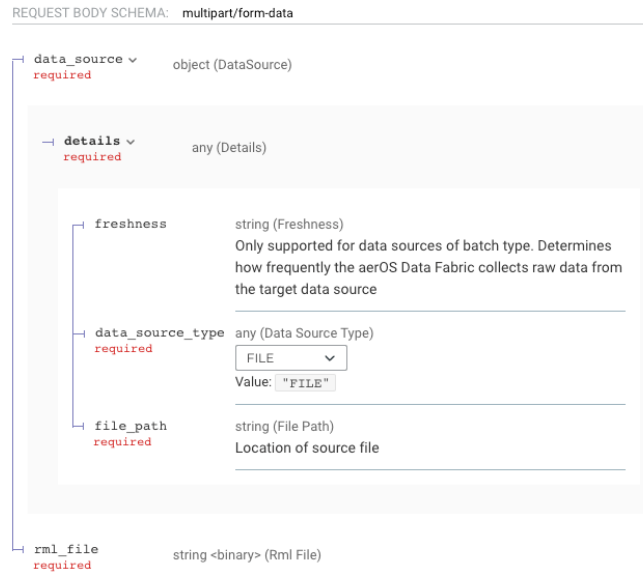 REQUEST BODY SCHEMA: multipart/form-data
data_source object (DataSource)
required
details any (Details)
required
freshness string (Freshness)
Only supported for data sources of batch type. Determines
how frequently the aerOS Data Fabric collects raw data from
the target data source
data_source_type any (Data Source Type)
required
FILE
Value: "FILE"
file_path string (File Path)
required
Location of source file
rml_file string <binary> (Rml File)
required